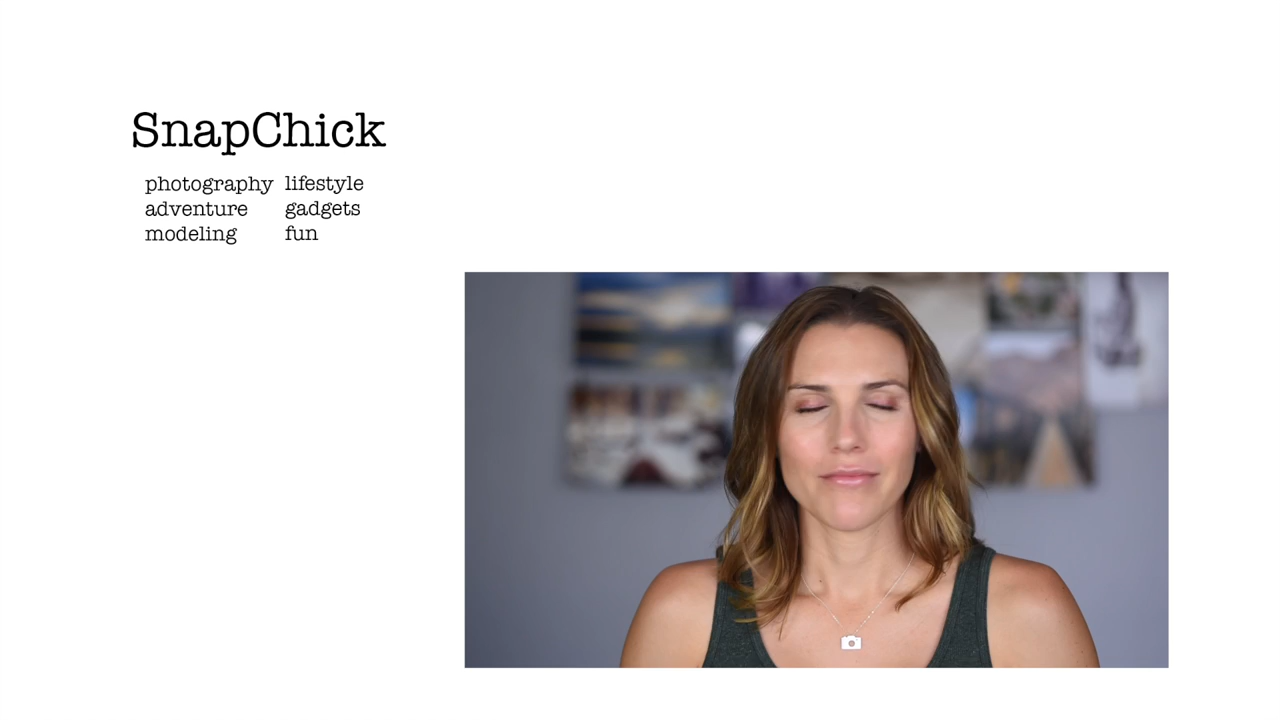 SnapChick
photography lifestyle
adventure gadgets
modeling fun